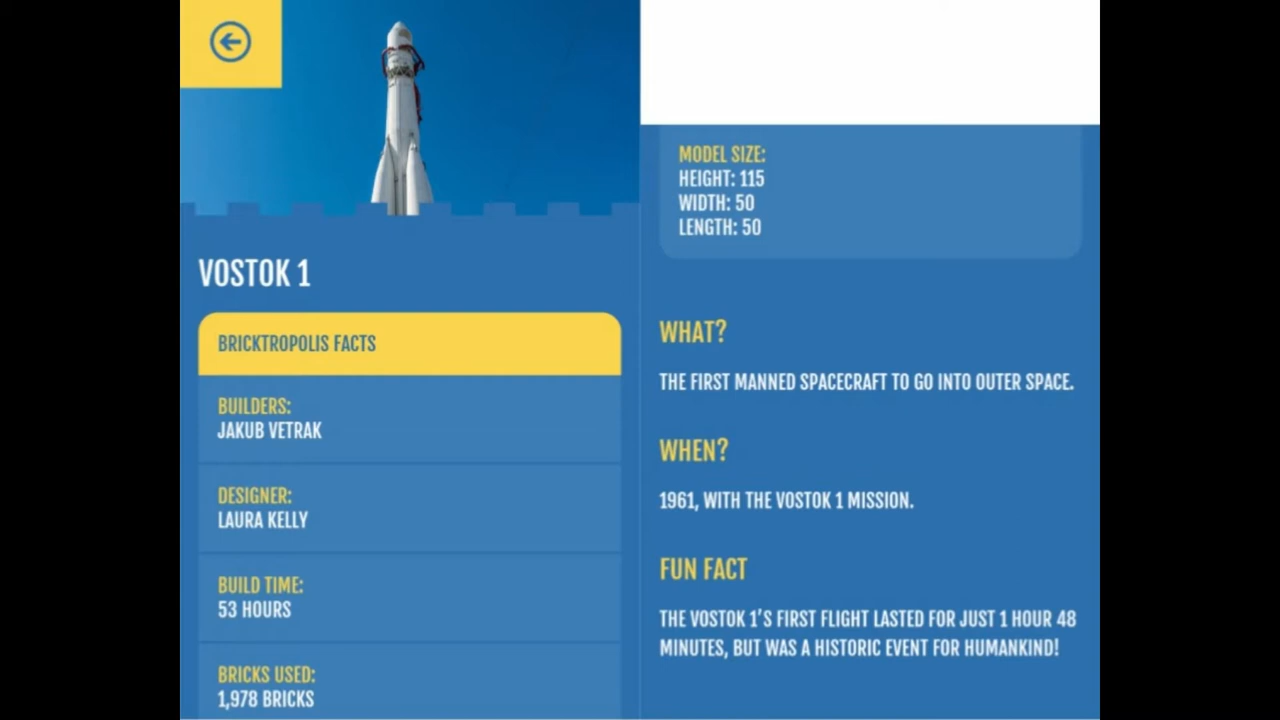 VOSTOK 1
BRICKTROPOLIS FACTS
BUILDERS:
JAKUB VETRAK
DESIGNER:
LAURA KELLY
BUILD TIME:
53 HOURS
BRICKS USED:
1,978 BRICKS
MODEL SIZE:
HEIGHT: 115
WIDTH: 50
LENGTH: 50
WHAT?
THE FIRST MANNED SPACECRAFT TO GO INTO OUTER SPACE.
WHEN?
1961, WITH THE VOSTOK 1 MISSION.
FUN FACT
THE VOSTOK 1'S FIRST FLIGHT LASTED FOR JUST 1 HOUR 48
MINUTES, BUT WAS A HISTORIC EVENT FOR HUMANKIND!